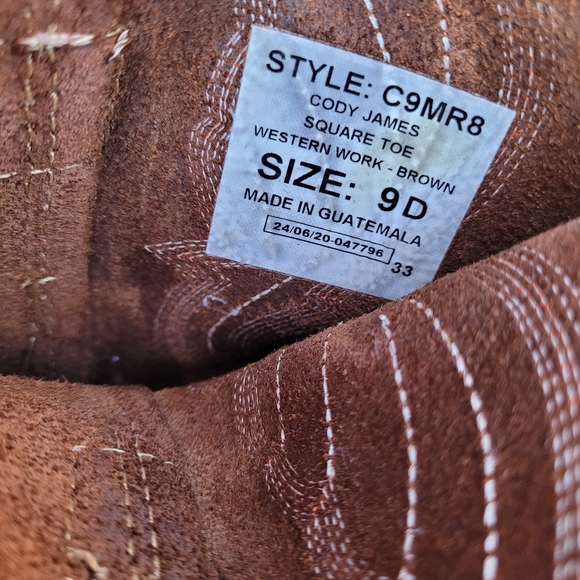 STYLE: C9MR8
CODY JAMES
SQUARE TOE
WESTERN WORK - BROWN
SIZE: 9D
MADE IN GUATEMALA
24/06/20-047796
33